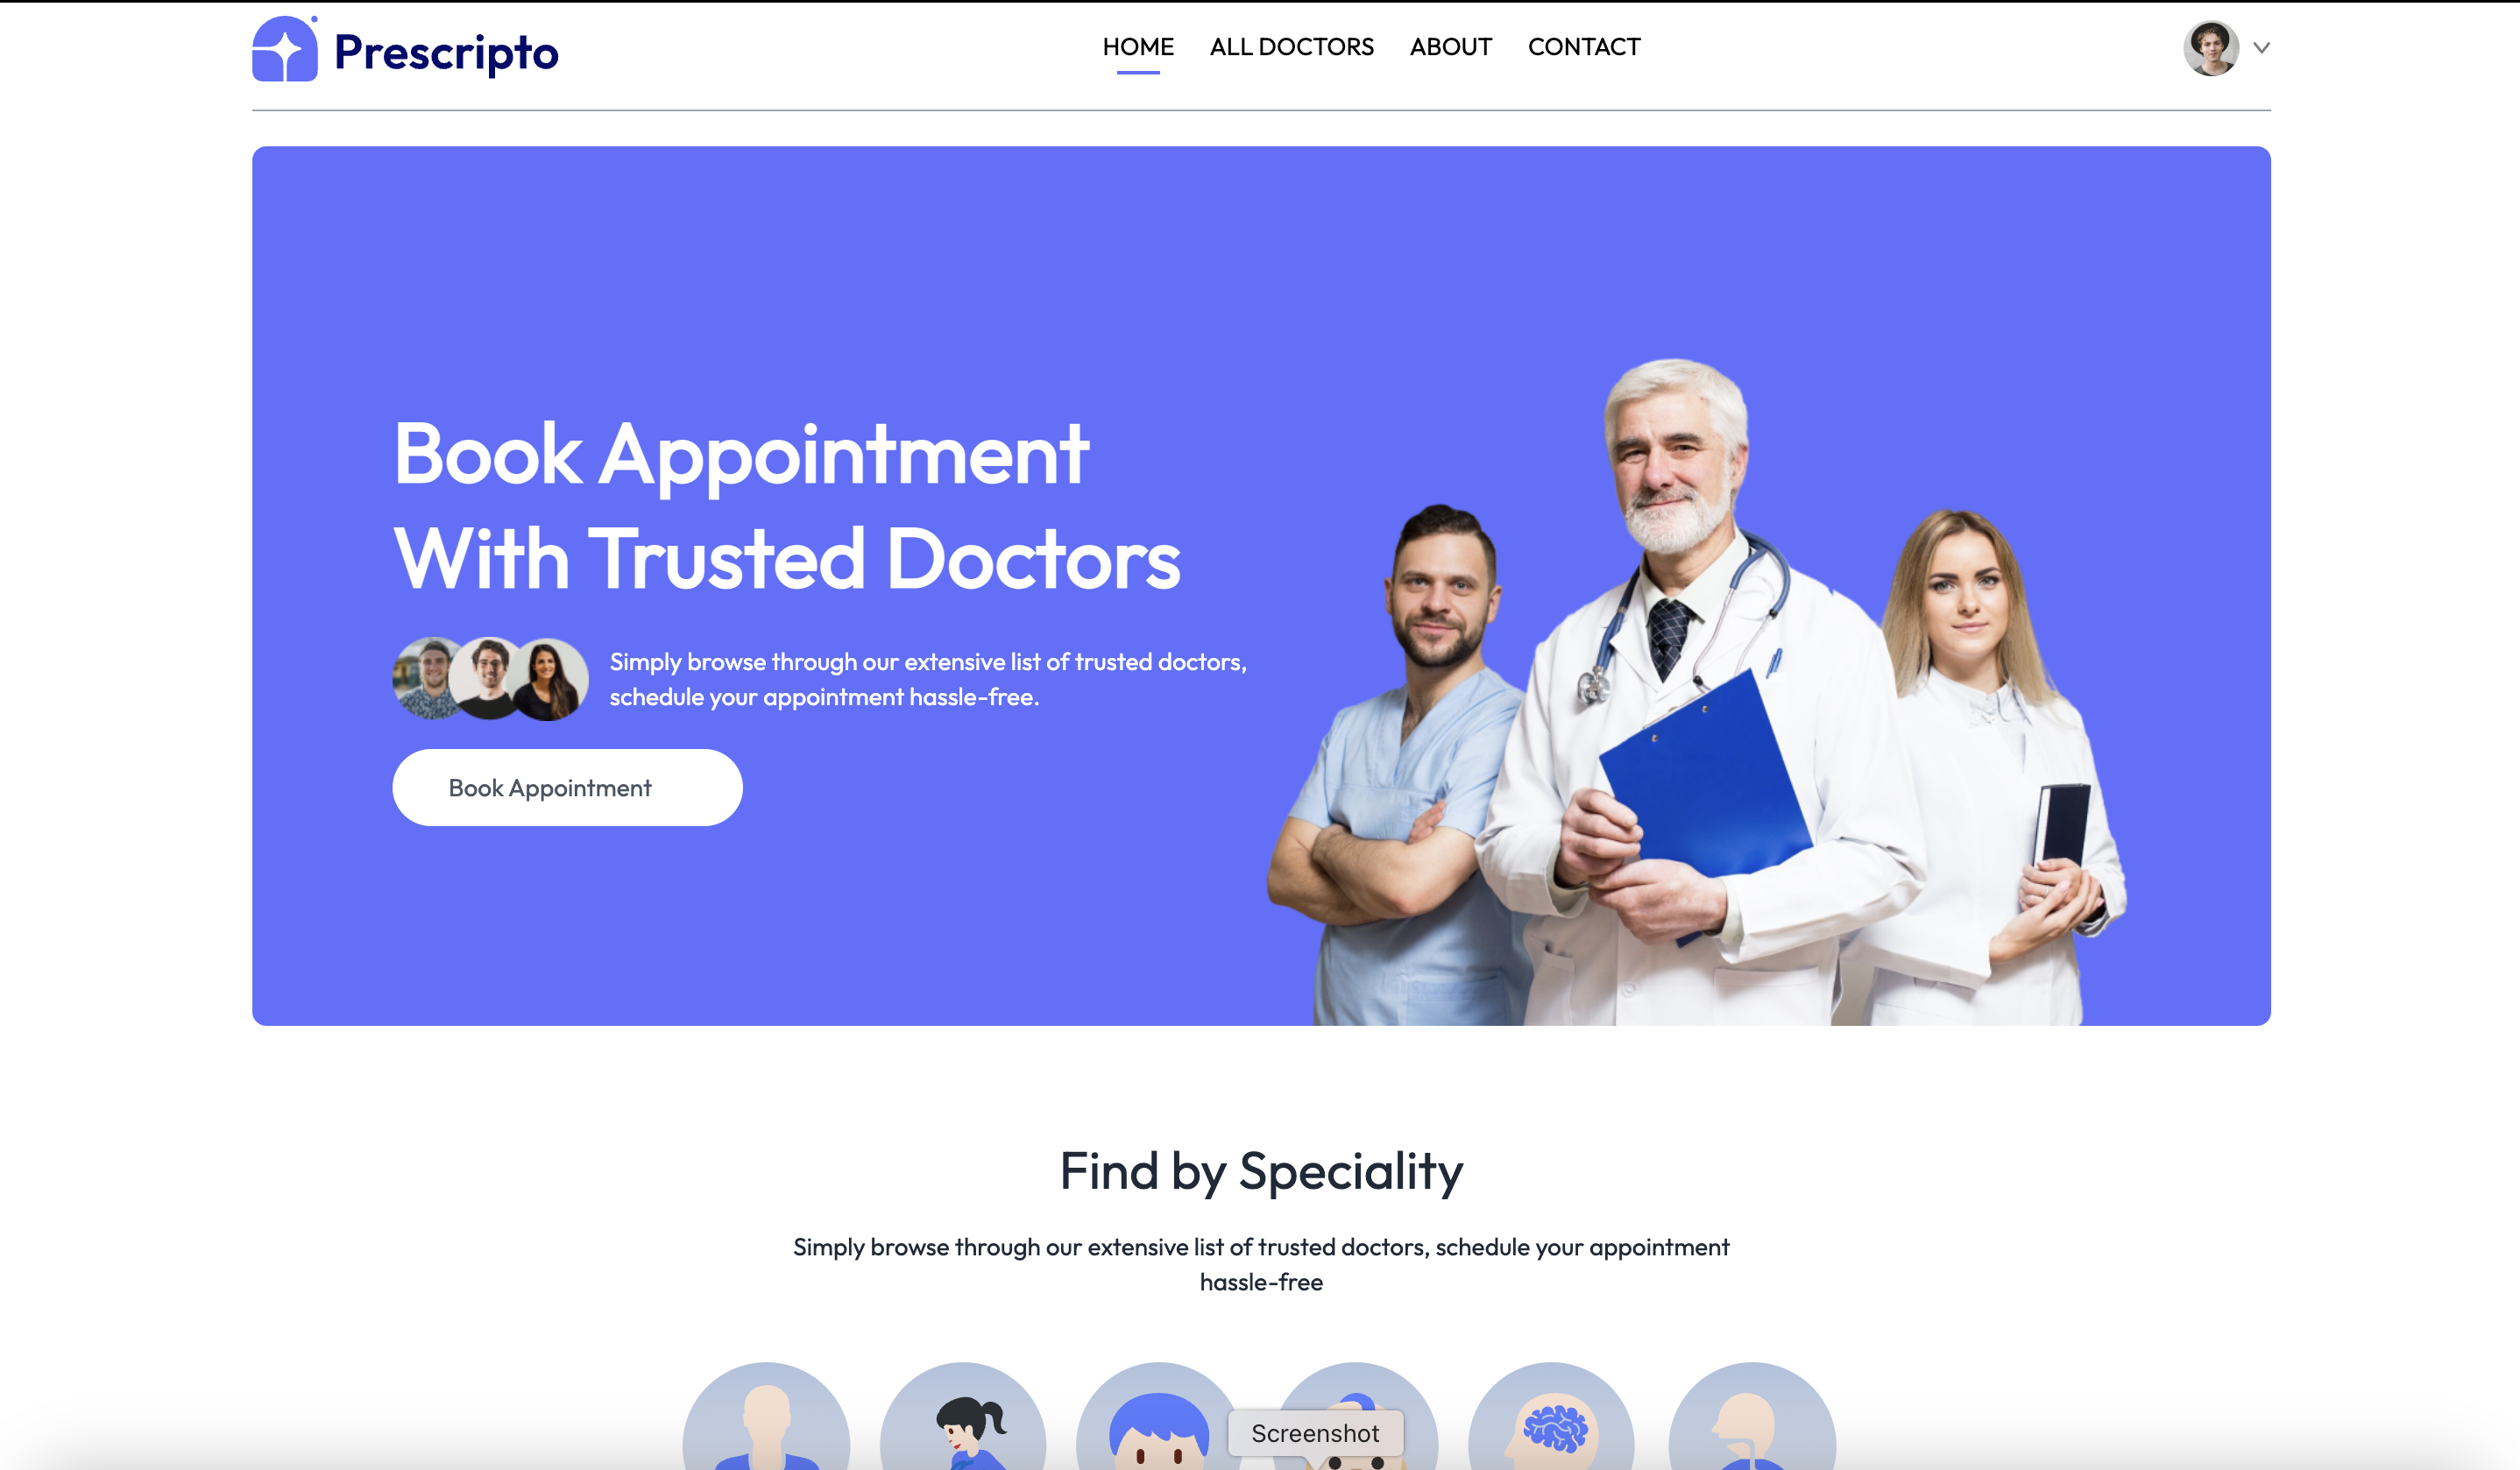 Prescripto
HOME
ALL DOCTORS
ABOUT
CONTACT
Book Appointment
With Trusted Doctors
Simply browse through our extensive list of trusted doctors,
schedule your appointment hassle-free.
Book Appointment
Find by Speciality
Simply browse through our extensive list of trusted doctors, schedule your appointment
hassle-free
Screenshot